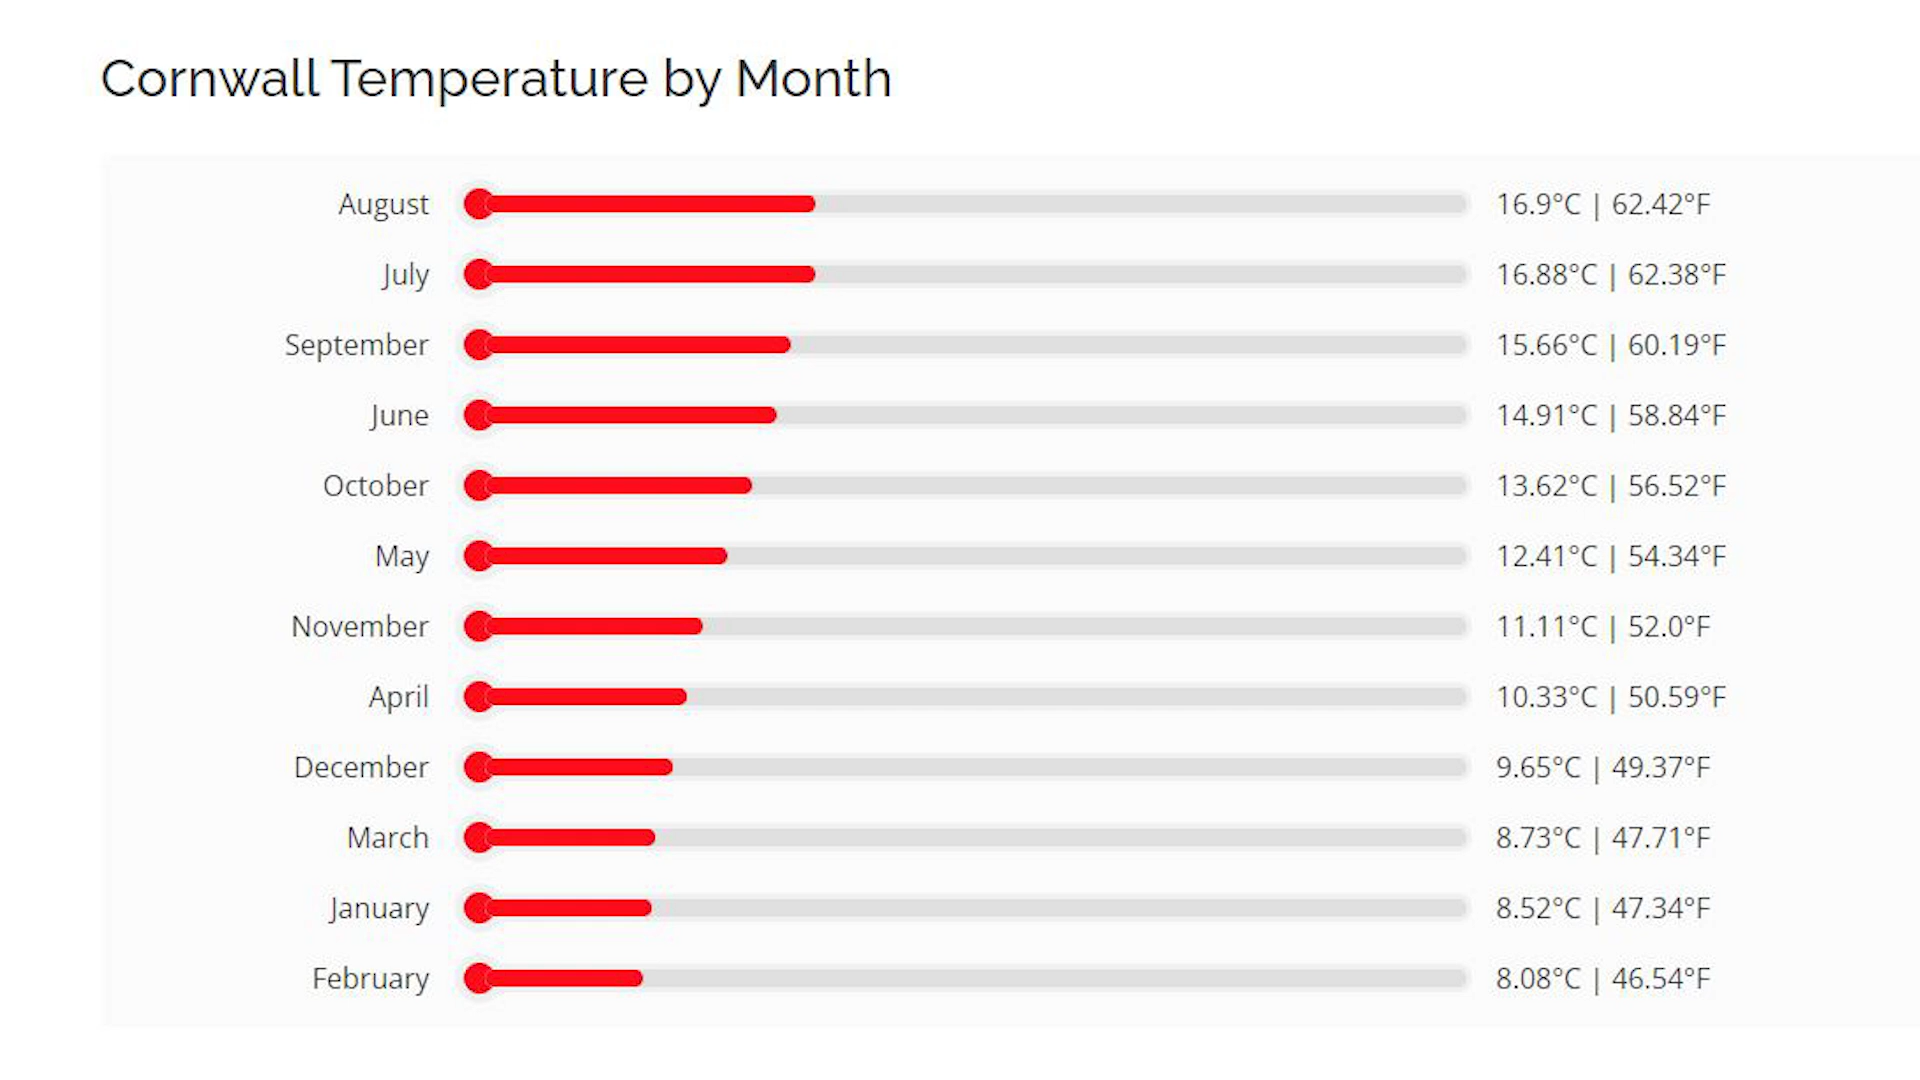 Cornwall Temperature by Month
August 16.9°C | 62.42°F
July 16.88°C | 62.38°F
September 15.66°C | 60.19°F
June 14.91°C | 58.84°F
October 13.62°C | 56.52°F
May 12.41°C | 54.34°F
November 11.11°C | 52.0°F
April 10.33°C | 50.59°F
December 9.65°C | 49.37°F
March 8.73°C | 47.71°F
January 8.52°C | 47.34°F
February 8.08°C | 46.54°F